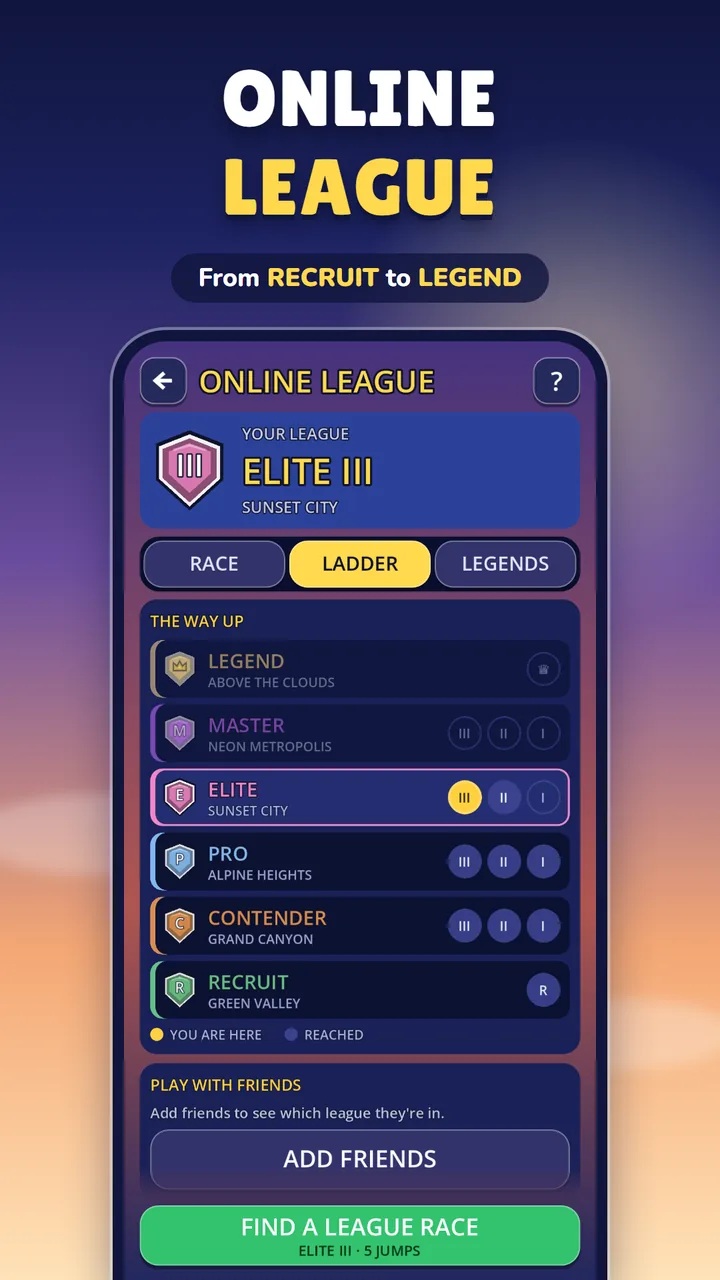 ONLINE
LEAGUE
From RECRUIT to LEGEND
ONLINE LEAGUE
?
YOUR LEAGUE
III
ELITE III
SUNSET CITY
RACE
LADDER
LEGENDS
THE WAY UP
LEGEND
ABOVE THE CLOUDS
M
MASTER
NEON METROPOLIS
III II I
E
ELITE
SUNSET CITY
III II I
P
PRO
ALPINE HEIGHTS
III II I
C
CONTENDER
GRAND CANYON
III II I
R
RECRUIT
GREEN VALLEY
R
YOU ARE HERE
REACHED
PLAY WITH FRIENDS
Add friends to see which league they're in.
ADD FRIENDS
FIND A LEAGUE RACE
ELITE III · 5 JUMPS